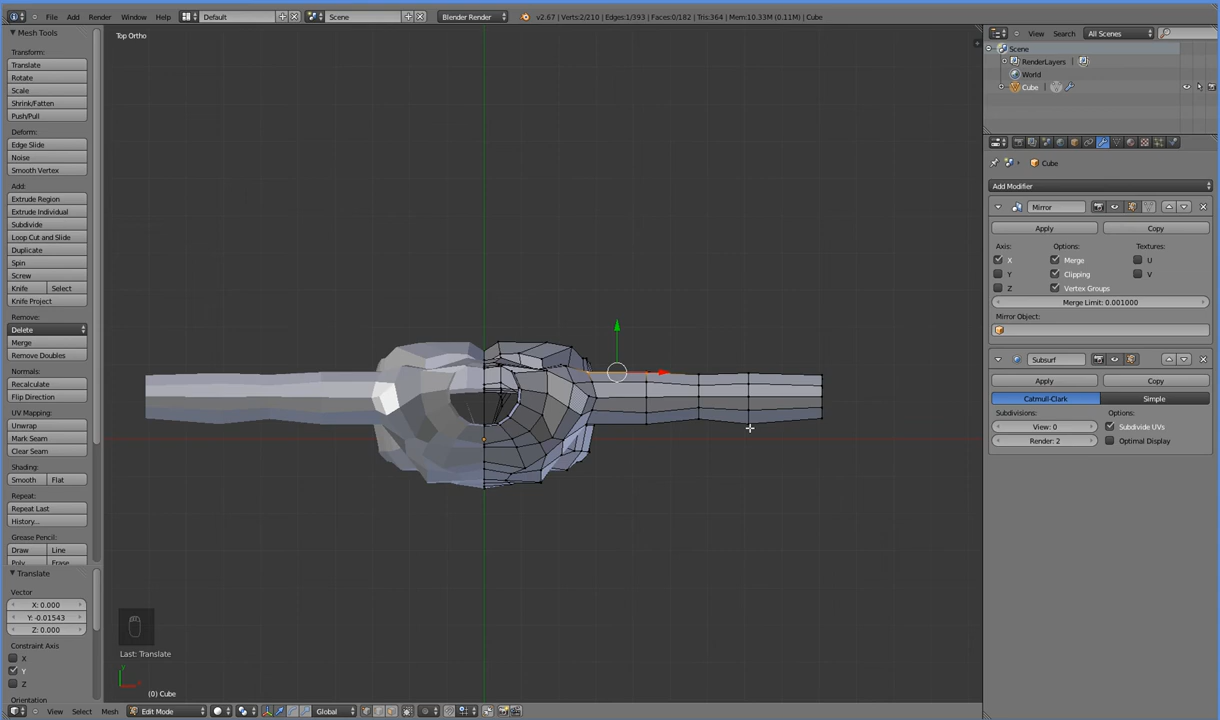 File Add Render Window Help Default Scene Blender Render v2.67 | Verts:2/210 | Edges:1/393 | Faces:0/182 | Tris:364 | Mem:10.33M (0.11M) | Cube
Mesh Tools
Transform:
Translate
Rotate
Scale
Shrink/Fatten
Push/Pull
Deform:
Edge Slide
Noise
Smooth Vertex
Add:
Extrude Region
Extrude Individual
Subdivide
Loop Cut and Slide
Duplicate
Spin
Screw
Knife Select
Knife Project
Remove:
Delete
Merge
Remove Doubles
Normals:
Recalculate
Flip Direction
UV Mapping:
Unwrap
Mark Seam
Clear Seam
Shading:
Smooth Flat
Repeat:
Repeat Last
History...
Grease Pencil:
Draw Line
Poly Erase
Translate
Vector
X: 0.000
Y: -0.01543
Z: 0.000
Constraint Axis
X
Y
Z
Orientation
Top Ortho
Last: Translate
(0) Cube
View Select Mesh Edit Mode Global
View Search All Scenes
Scene
RenderLayers |
World
Cube |
Cube
Add Modifier
Mirror
Apply Copy
Axis: Options: Textures:
X Merge U
Y Clipping V
Z Vertex Groups
Merge Limit: 0.001000
Mirror Object:
Subsurf
Apply Copy
Catmull-Clark Simple
Subdivisions: Options:
View: 0 Subdivide UVs
Render: 2 Optimal Display